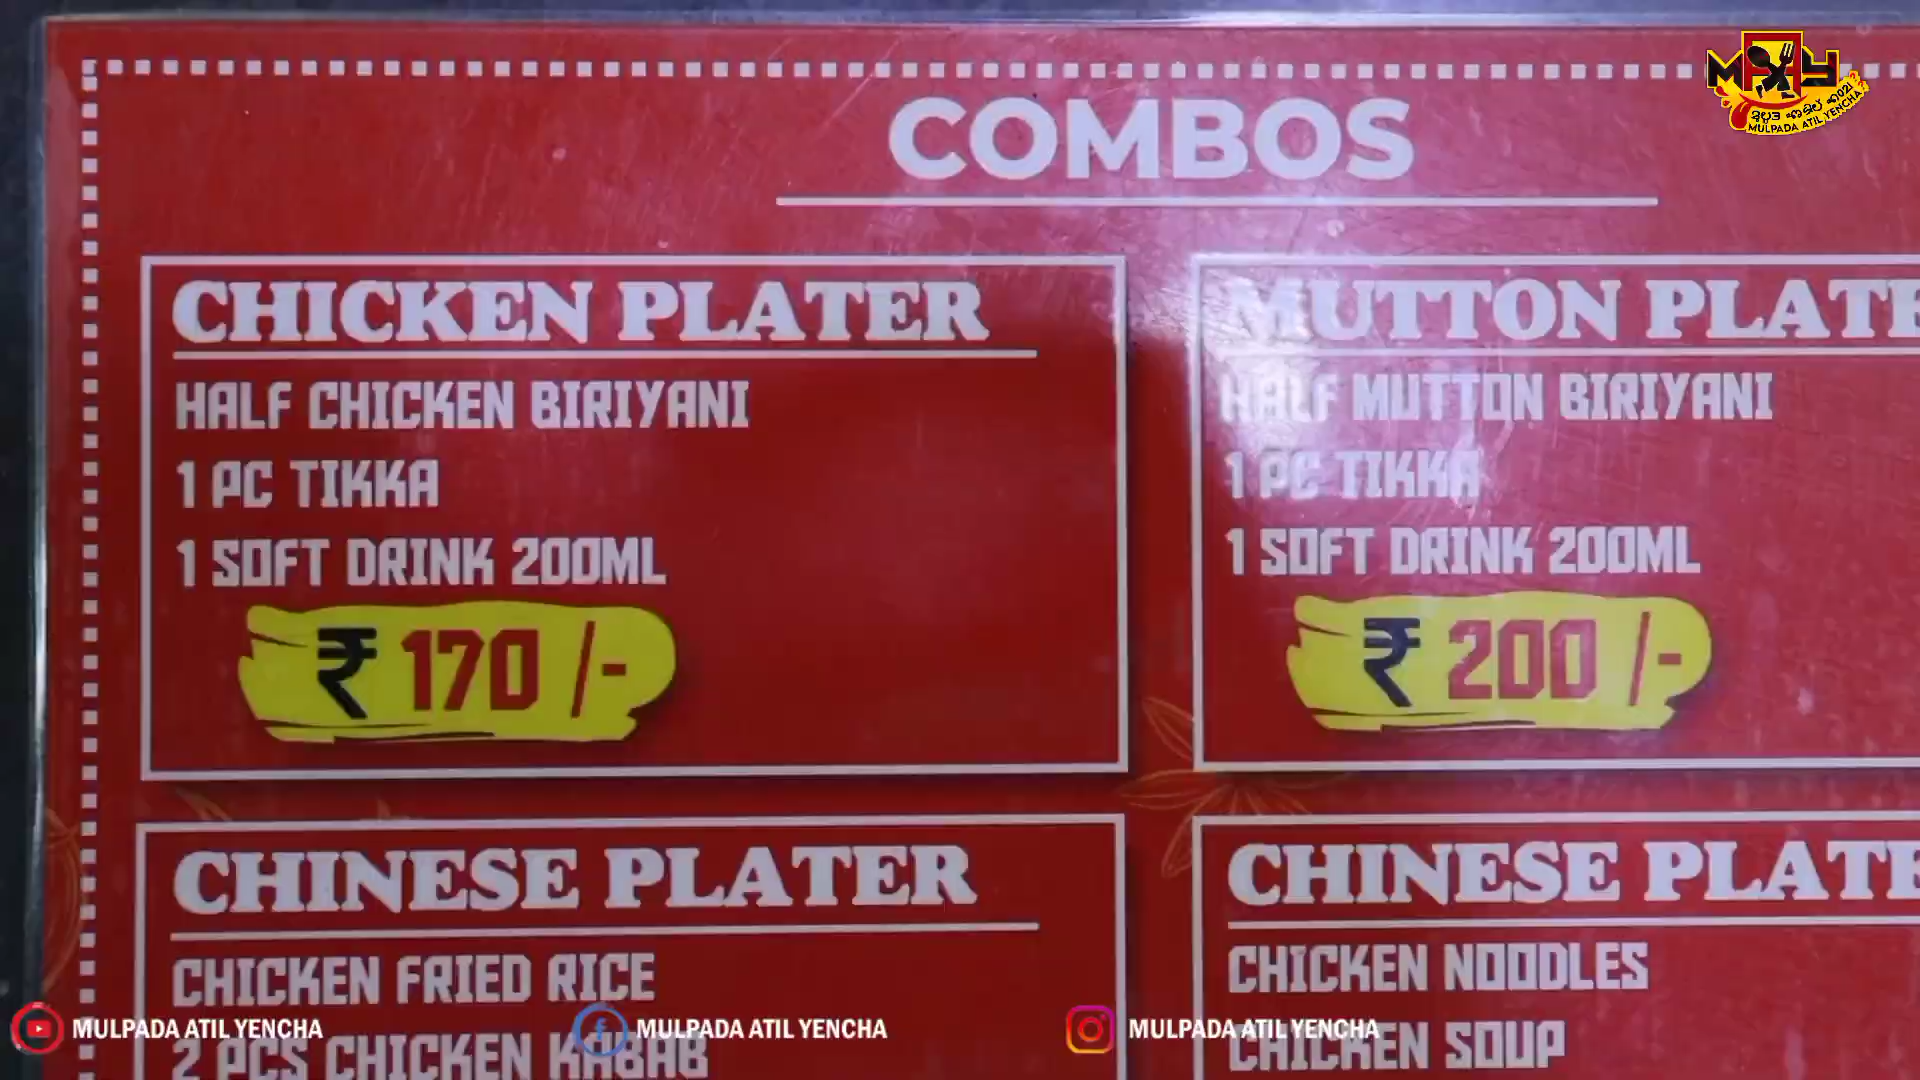 COMBOS
CHICKEN PLATER
HALF CHICKEN BIRIYANI
1 PC TIKKA
1 SOFT DRINK 200ML
₹ 170 /-
MUTTON PLATE
HALF MUTTON BIRIYANI
1 PC TIKKA
1 SOFT DRINK 200ML
₹ 200 /-
CHINESE PLATER
CHICKEN FRIED RICE
2 PCS CHICKEN KABAB
CHINESE PLATE
CHICKEN NOODLES
CHICKEN SOUP
MULPADA ATIL YENCHA
MULPADA ATIL YENCHA
MULPADA ATIL YENCHA
MAY
MULPADA ATIL YENCHA